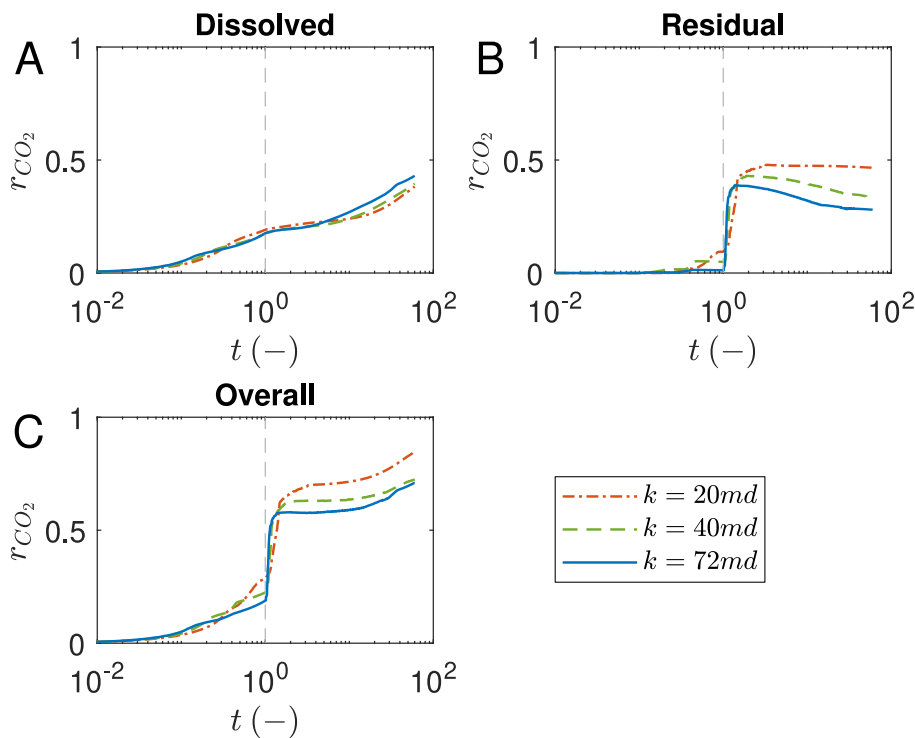 Dissolved
A
1
0.5
0
r_{CO_2}
10^{-2}
10^0
10^2
t (−)
Residual
B
1
0.5
0
r_{CO_2}
10^{-2}
10^0
10^2
t (−)
Overall
C
1
0.5
0
r_{CO_2}
10^{-2}
10^0
10^2
t (−)
k = 20md
k = 40md
k = 72md